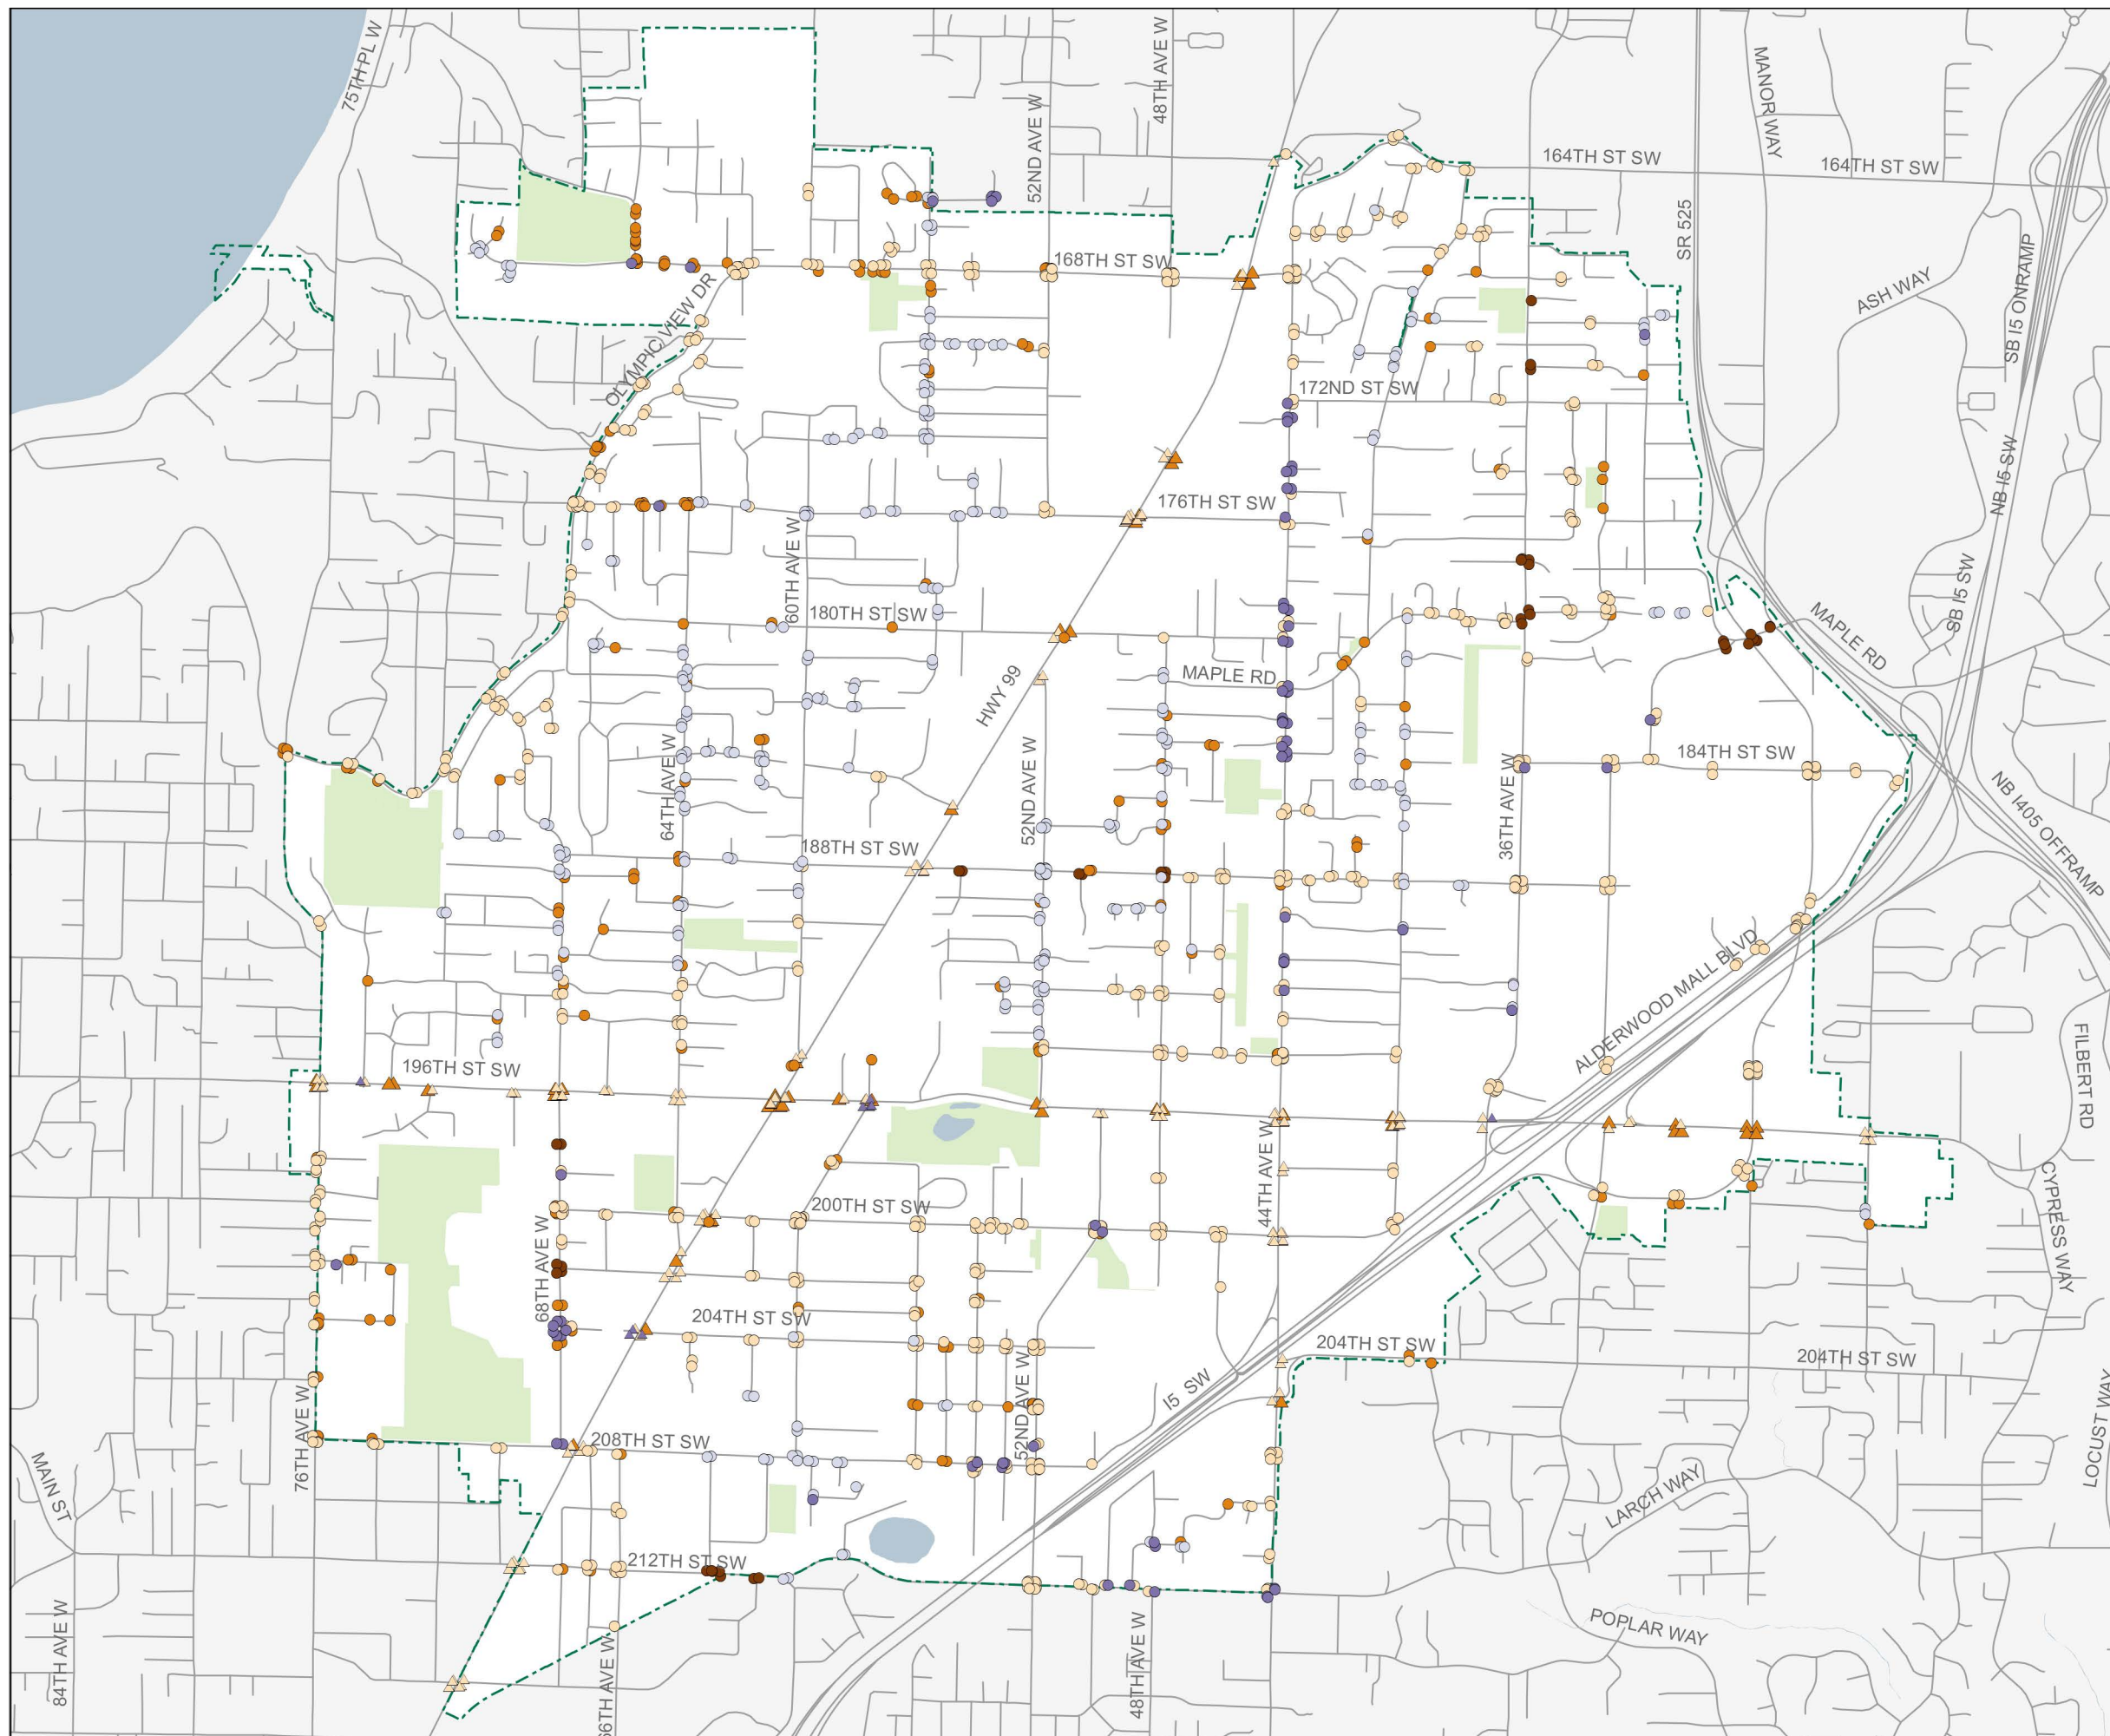 75TH PL W
48TH AVE W
MANOR WAY
52ND AVE W
164TH ST SW
164TH ST SW
SR 525
168TH ST SW
SB I5 ONRAMP
ASH WAY
OLYMPIC VIEW DR
172ND ST SW
NB I5 SW
176TH ST SW
60TH AVE W
SB I5 SW
180TH ST SW
MAPLE RD
MAPLE RD
HWY 99
184TH ST SW
64TH AVE W
52ND AVE W
36TH AVE W
NB I405 OFFRAMP
188TH ST SW
ALDERWOOD MALL BLVD
196TH ST SW
FILBERT RD
44TH AVE W
CYPRESS WAY
200TH ST SW
68TH AVE W
204TH ST SW
204TH ST SW
204TH ST SW
I5 SW
52ND AVE W
76TH AVE W
LOCUST WAY
208TH ST SW
MAIN ST
LARCH WAY
212TH ST SW
84TH AVE W
48TH AVE W
POPLAR WAY
66TH AVE W